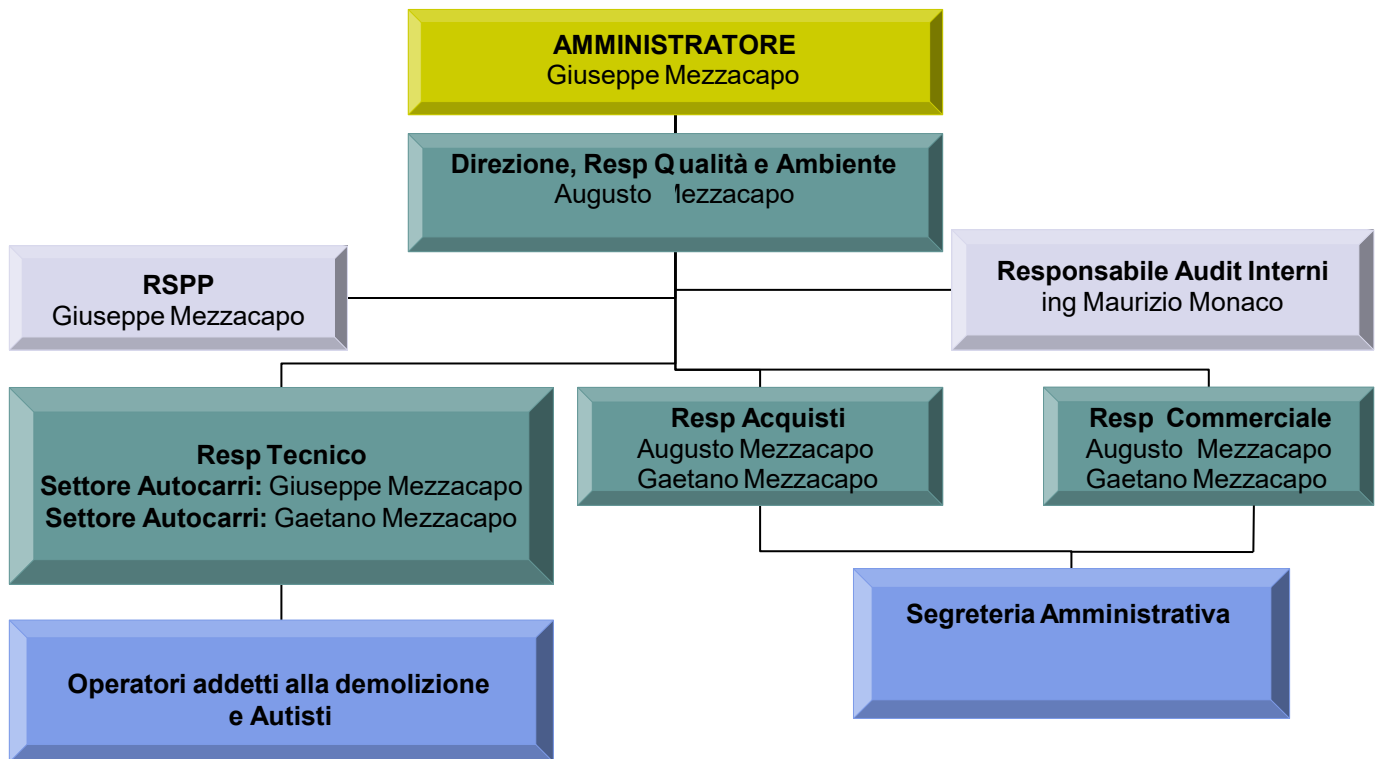 AMMINISTRATORE
Giuseppe Mezzacapo
Direzione, Resp Qualità e Ambiente
Augusto Mezzacapo
RSPP
Giuseppe Mezzacapo
Responsabile Audit Interni
ing Maurizio Monaco
Resp Tecnico
Settore Autocarri: Giuseppe Mezzacapo
Settore Autocarri: Gaetano Mezzacapo
Resp Acquisti
Augusto Mezzacapo
Gaetano Mezzacapo
Resp Commerciale
Augusto Mezzacapo
Gaetano Mezzacapo
Segreteria Amministrativa
Operatori addetti alla demolizione
e Autisti